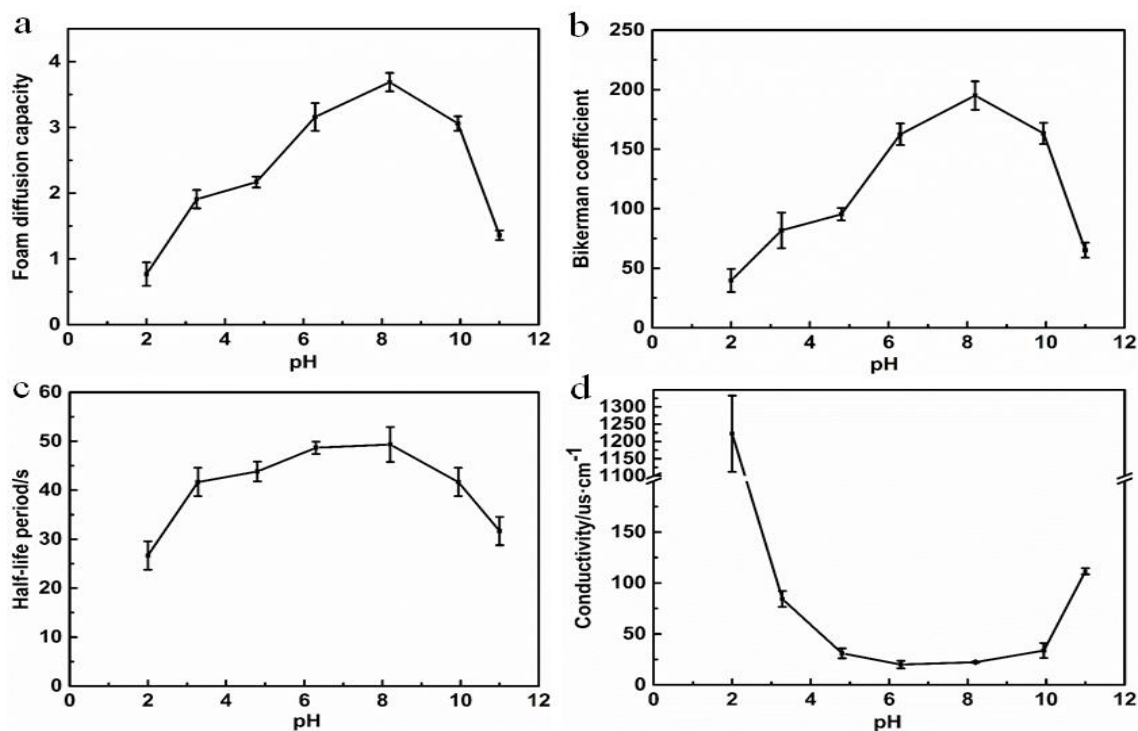 a
Foam diffusion capacity
4
3
2
1
0
0 2 4 6 8 10 12
pH
b
Bikerman coefficient
250
200
150
100
50
0
0 2 4 6 8 10 12
pH
c
Half-life period/s
60
50
40
30
20
10
0
0 2 4 6 8 10 12
pH
d
Conductivity/us·cm⁻¹
1300
1250
1200
1150
1100
150
100
50
0
0 2 4 6 8 10 12
pH